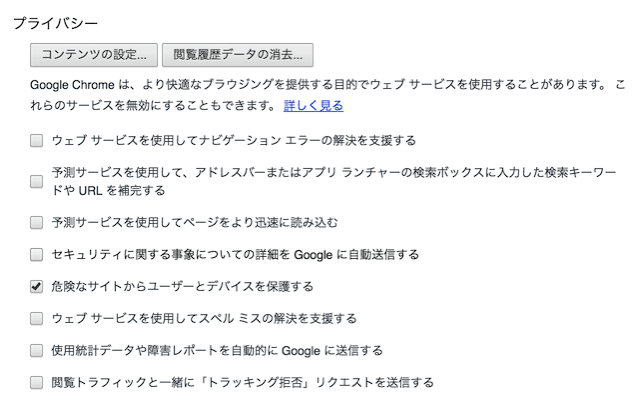 プライバシー
コンテンツの設定... 閲覧履歴データの消去...
Google Chrome は、より快適なブラウジングを提供する目的でウェブ サービスを使用することがあります。 こ
れらのサービスを無効にすることもできます。 詳しく見る
ウェブ サービスを使用してナビゲーション エラーの解決を支援する
予測サービスを使用して、アドレスバーまたはアプリ ランチャーの検索ボックスに入力した検索キーワー
ドや URL を補完する
予測サービスを使用してページをより迅速に読み込む
セキュリティに関する事象についての詳細を Google に自動送信する
危険なサイトからユーザーとデバイスを保護する
ウェブ サービスを使用してスペル ミスの解決を支援する
使用統計データや障害レポートを自動的に Google に送信する
閲覧トラフィックと一緒に「トラッキング拒否」リクエストを送信する